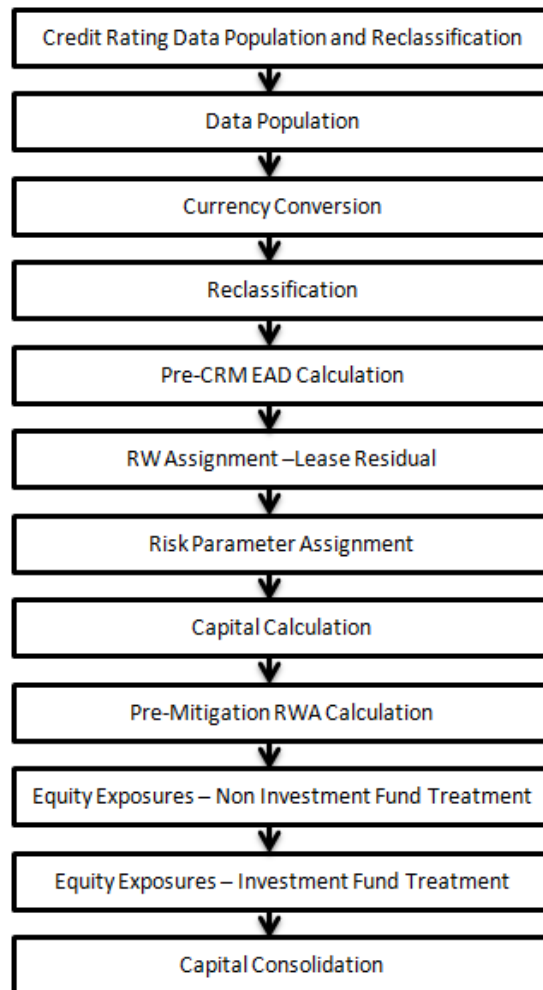 Credit Rating Data Population and Reclassification
Data Population
Currency Conversion
Reclassification
Pre-CRM EAD Calculation
RW Assignment –Lease Residual
Risk Parameter Assignment
Capital Calculation
Pre-Mitigation RWA Calculation
Equity Exposures – Non Investment Fund Treatment
Equity Exposures – Investment Fund Treatment
Capital Consolidation